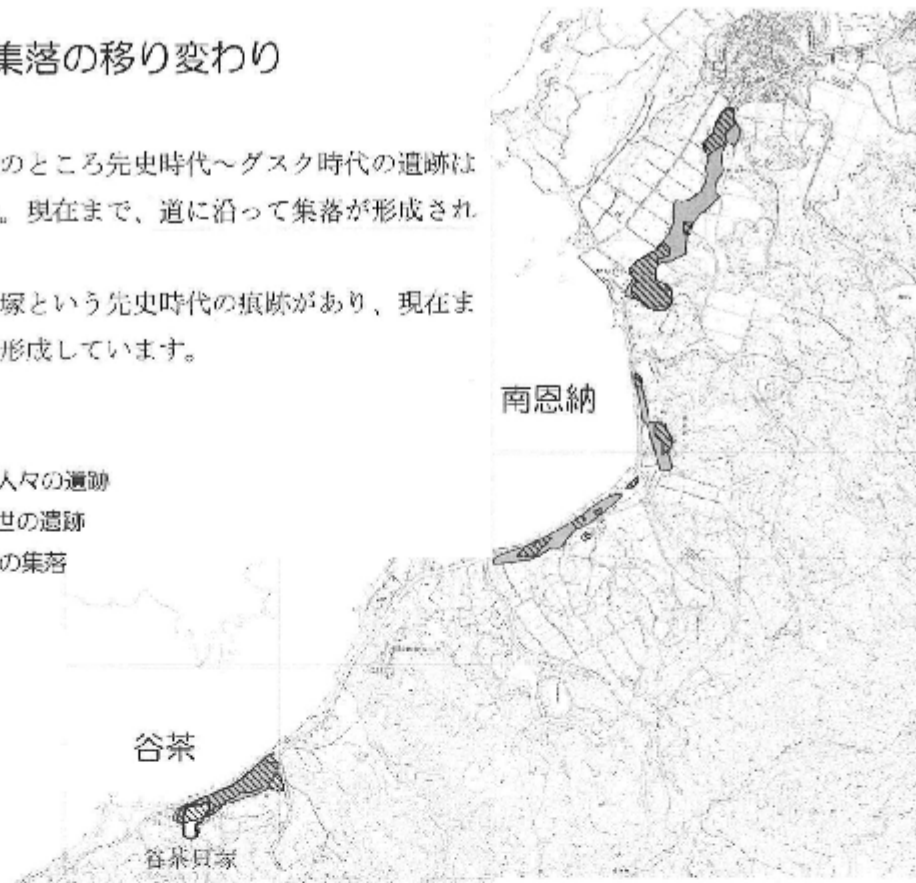 集落の移り変わり
のところ先史時代～グスク時代の遺跡は
。現在まで、道に沿って集落が形成され
塚という先史時代の痕跡があり、現在ま
形成しています。
南恩納
人々の遺跡
世の遺跡
の集落
谷茶
谷茶貝塚